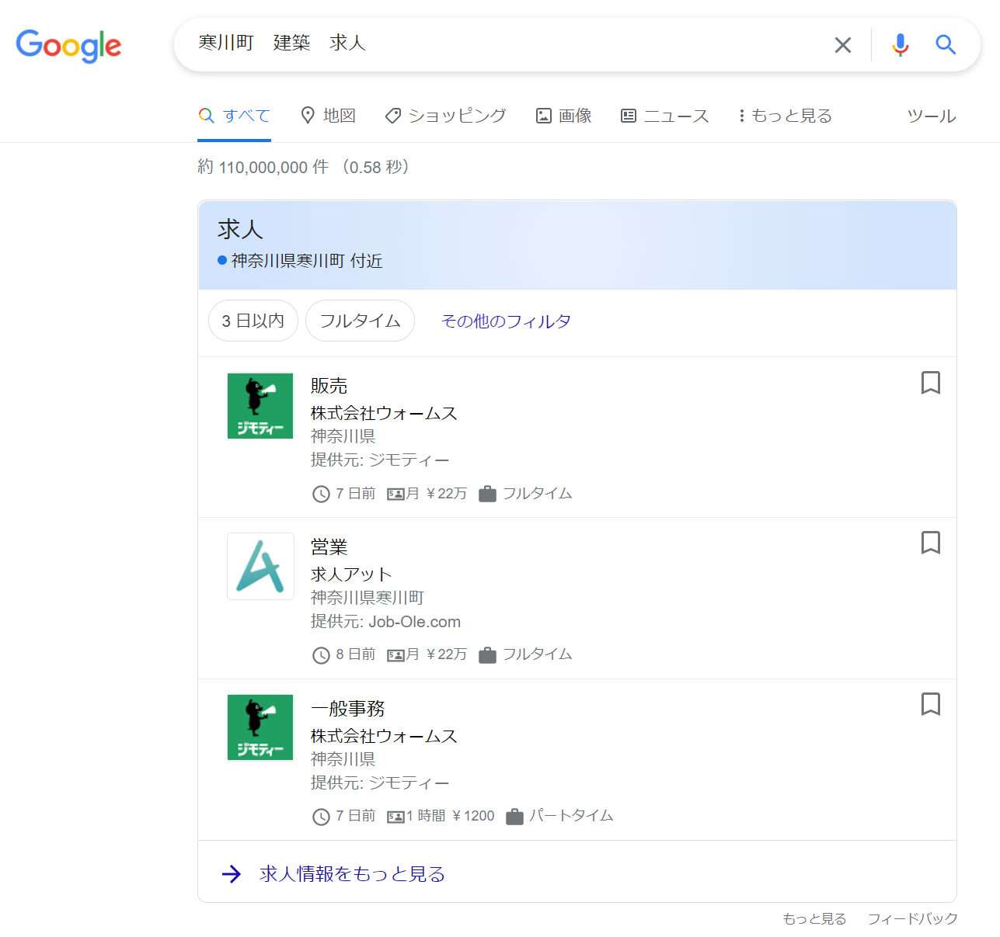 Google
寒川町　建築　求人
すべて 地図 ショッピング 画像 ニュース もっと見る ツール
約 110,000,000 件 （0.58 秒）
求人
神奈川県寒川町 付近
3 日以内 フルタイム その他のフィルタ
ジモティー
販売
株式会社ウォームス
神奈川県
提供元: ジモティー
7 日前 月 ￥22万 フルタイム
営業
求人アット
神奈川県寒川町
提供元: Job-Ole.com
8 日前 月 ￥22万 フルタイム
ジモティー
一般事務
株式会社ウォームス
神奈川県
提供元: ジモティー
7 日前 1 時間 ￥1200 パートタイム
求人情報をもっと見る
もっと見る フィードバック